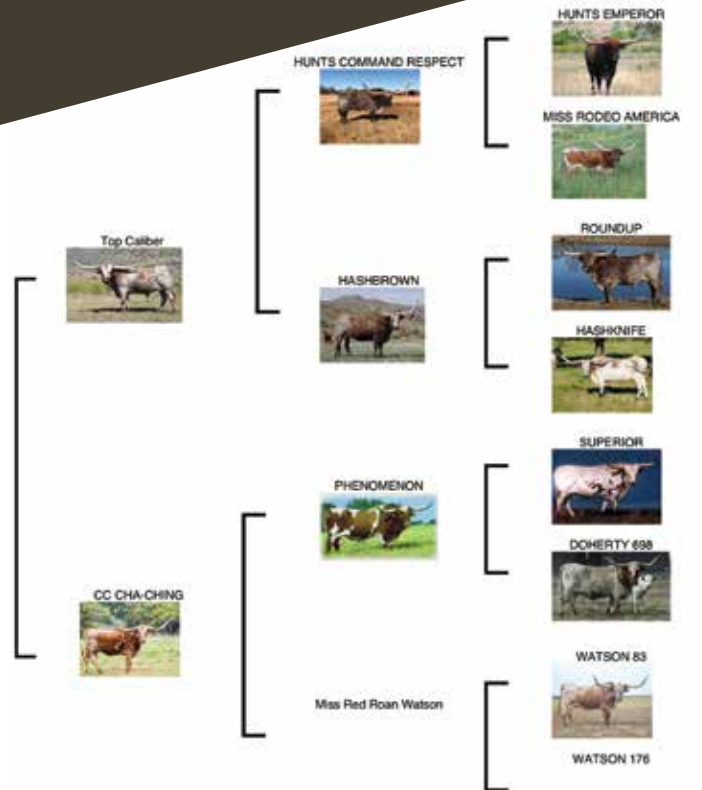 HUNTS EMPEROR
HUNTS COMMAND RESPECT
MISS RODEO AMERICA
Top Caliber
ROUNDUP
HASHBROWN
HASHKNIFE
SUPERIOR
PHENOMENON
DOHERTY 698
CC CHA-CHING
WATSON 83
Miss Red Roan Watson
WATSON 176